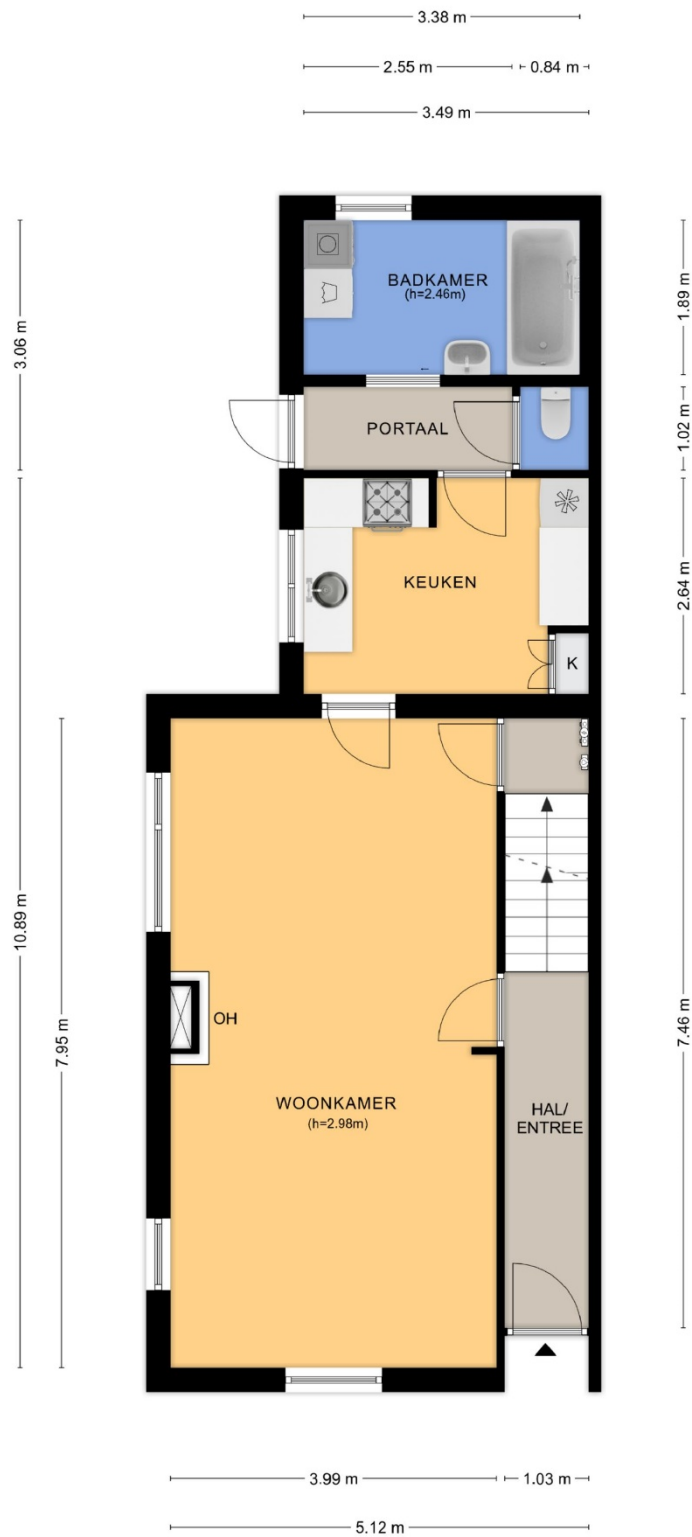 3.38 m
2.55 m
0.84 m
3.49 m
BADKAMER
(h=2.46m)
3.06 m
1.89 m
PORTAAL
1.02 m
KEUKEN
2.64 m
K
10.89 m
7.95 m
OH
7.46 m
WOONKAMER
(h=2.98m)
HAL/
ENTREE
3.99 m
1.03 m
5.12 m